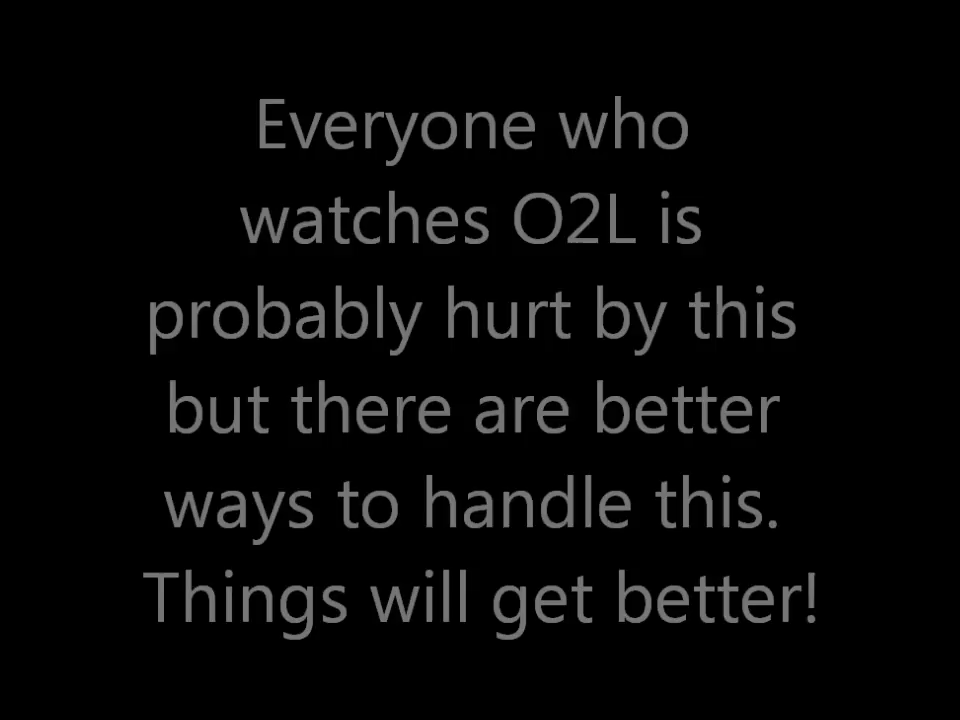 Everyone who
watches O2L is
probably hurt by this
but there are better
ways to handle this.
Things will get better!